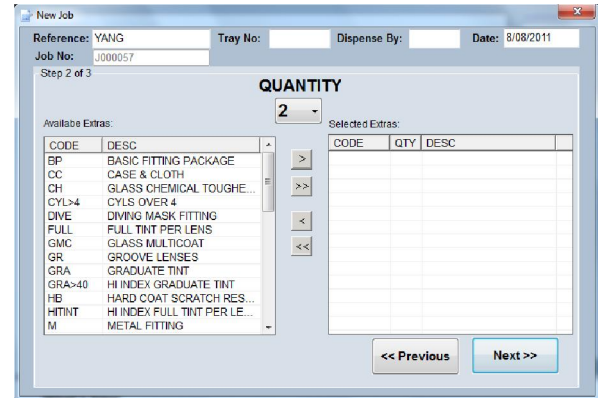 New Job
Reference: YANG Tray No: Dispense By: Date: 8/08/2011
Job No: J000057
Step 2 of 3
QUANTITY
2
Availabe Extras: Selected Extras:
CODE DESC CODE QTY DESC
BP BASIC FITTING PACKAGE
CC CASE & CLOTH
CH GLASS CHEMICAL TOUGHE...
CYL>4 CYLS OVER 4
DIVE DIVING MASK FITTING
FULL FULL TINT PER LENS
GMC GLASS MULTICOAT
GR GROOVE LENSES
GRA GRADUATE TINT
GRA>40 HI INDEX GRADUATE TINT
HB HARD COAT SCRATCH RES...
HITINT HI INDEX FULL TINT PER LE...
M METAL FITTING
>
>>
<
<<
<< Previous Next >>